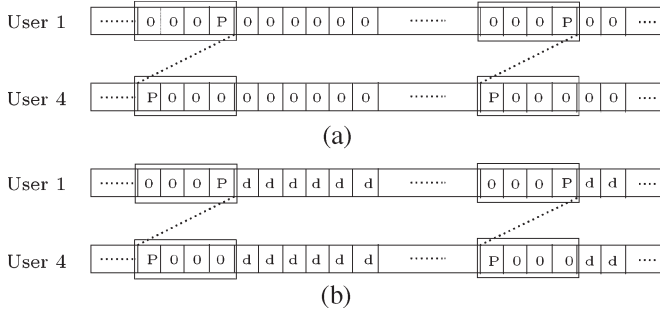 User 1 ...... 0 0 0 P 0 0 0 0 0 0 ...... 0 0 0 P 0 0 ....
User 4 ...... P 0 0 0 0 0 0 0 0 0 ...... P 0 0 0 0 0 ....
(a)
User 1 ...... 0 0 0 P d d d d d d ...... 0 0 0 P d d ....
User 4 ...... P 0 0 0 d d d d d d ...... P 0 0 0 d d ....
(b)